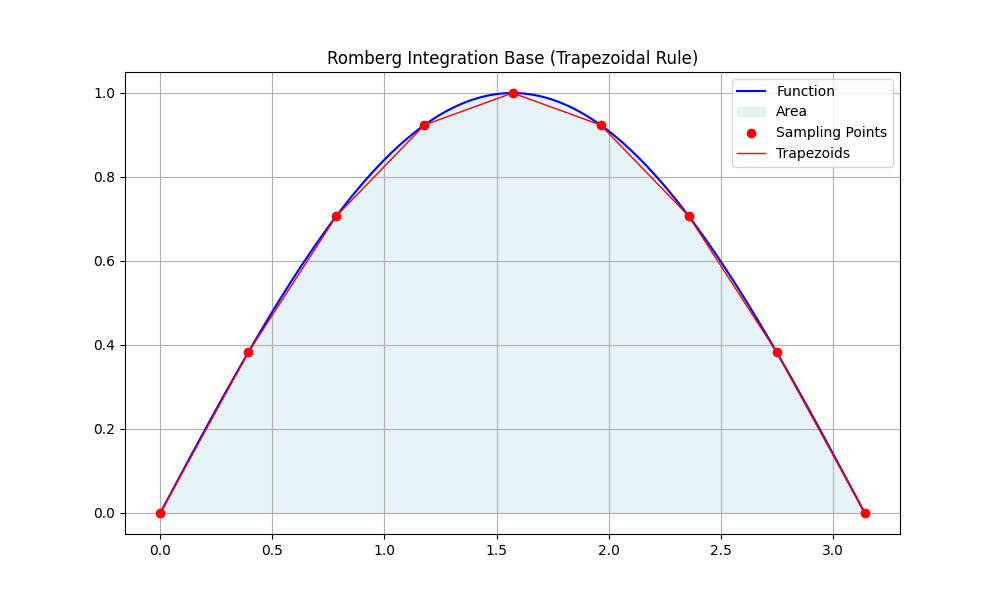 Romberg Integration Base (Trapezoidal Rule)
Function
Area
Sampling Points
Trapezoids
1.0
0.8
0.6
0.4
0.2
0.0
0.0 0.5 1.0 1.5 2.0 2.5 3.0